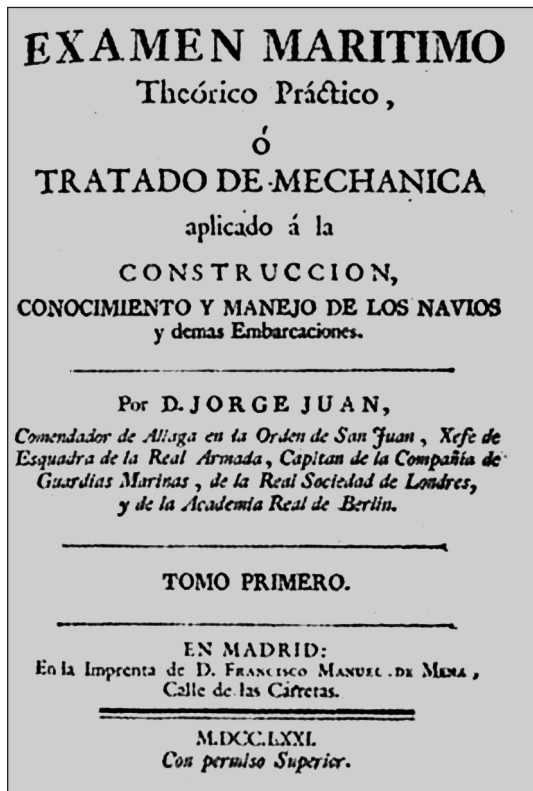 EXAMEN MARITIMO
Theórico Práctico,
ó
TRATADO DE MECHANICA
aplicado á la
CONSTRUCCION,
CONOCIMIENTO Y MANEJO DE LOS NAVIOS
y demas Embarcaciones.
Por D. JORGE JUAN,
Comendador de Aliaga en la Orden de San Juan, Xefe de
Esquadra de la Real Armada, Capitan de la Compañía de
Guardias Marinas, de la Real Sociedad de Londres,
y de la Academia Real de Berlin.
TOMO PRIMERO.
EN MADRID:
En la Imprenta de D. FRANCISCO MANUEL DE MENA,
Calle de las Carretas.
M.DCC.LXXI.
Con permiso Superior.